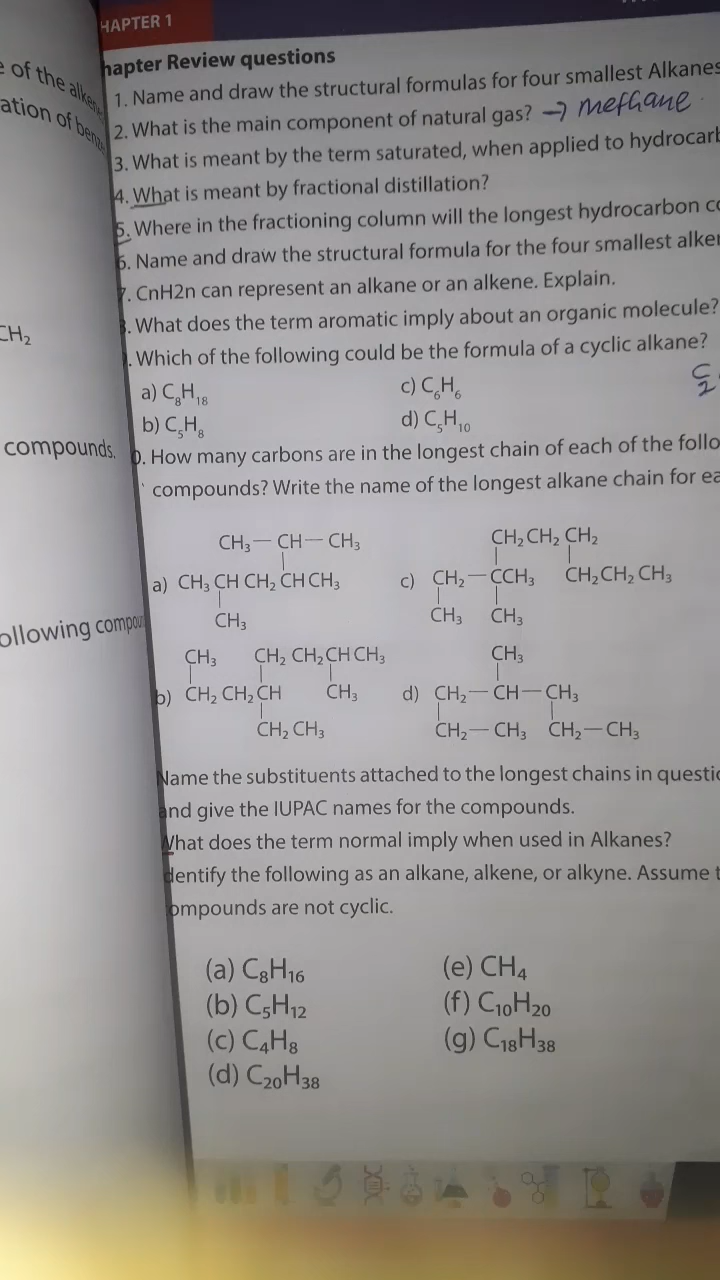 HAPTER 1
hapter Review questions
e of the alkene
ation of benz
1. Name and draw the structural formulas for four smallest Alkanes
2. What is the main component of natural gas? → methane
3. What is meant by the term saturated, when applied to hydrocarb
4. What is meant by fractional distillation?
5. Where in the fractioning column will the longest hydrocarbon co
6. Name and draw the structural formula for the four smallest alken
7. CnH2n can represent an alkane or an alkene. Explain.
CH₂
8. What does the term aromatic imply about an organic molecule?
. Which of the following could be the formula of a cyclic alkane?
a) C₈H₁₈ c) C₆H₆
b) C₅H₈ d) C₅H₁₀
compounds.
0. How many carbons are in the longest chain of each of the follo
compounds? Write the name of the longest alkane chain for ea
CH₃— CH— CH₃ CH₂ CH₂ CH₂
a) CH₃ CH CH₂ CH CH₃ c) CH₂—CCH₃ CH₂CH₂ CH₃
CH₃ CH₃ CH₃
ollowing compou
CH₃ CH₂ CH₂CH CH₃ CH₃
b) CH₂ CH₂ CH CH₃ d) CH₂—CH—CH₃
CH₂ CH₃ CH₂—CH₃ CH₂—CH₃
Name the substituents attached to the longest chains in questio
and give the IUPAC names for the compounds.
What does the term normal imply when used in Alkanes?
dentify the following as an alkane, alkene, or alkyne. Assume t
ompounds are not cyclic.
(a) C₈H₁₆ (e) CH₄
(b) C₅H₁₂ (f) C₁₀H₂₀
(c) C₄H₈ (g) C₁₈H₃₈
(d) C₂₀H₃₈